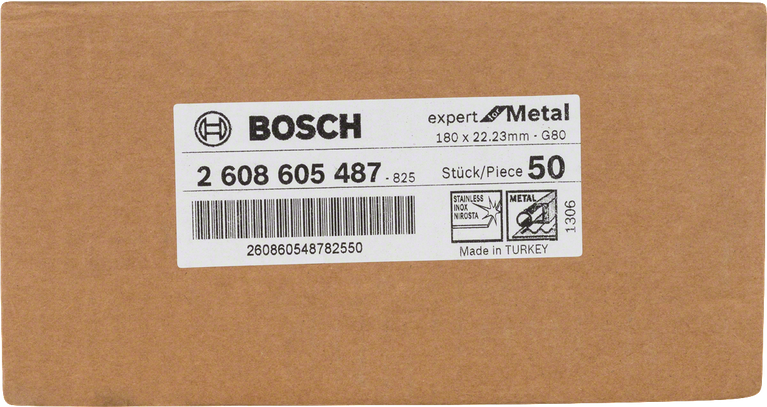 BOSCH
expert for Metal
180 x 22.23mm · G80
2 608 605 487 - 825
Stück/Piece 50
STAINLESS
INOX
NIROSTA
METAL
1306
260860548782550
Made in TURKEY